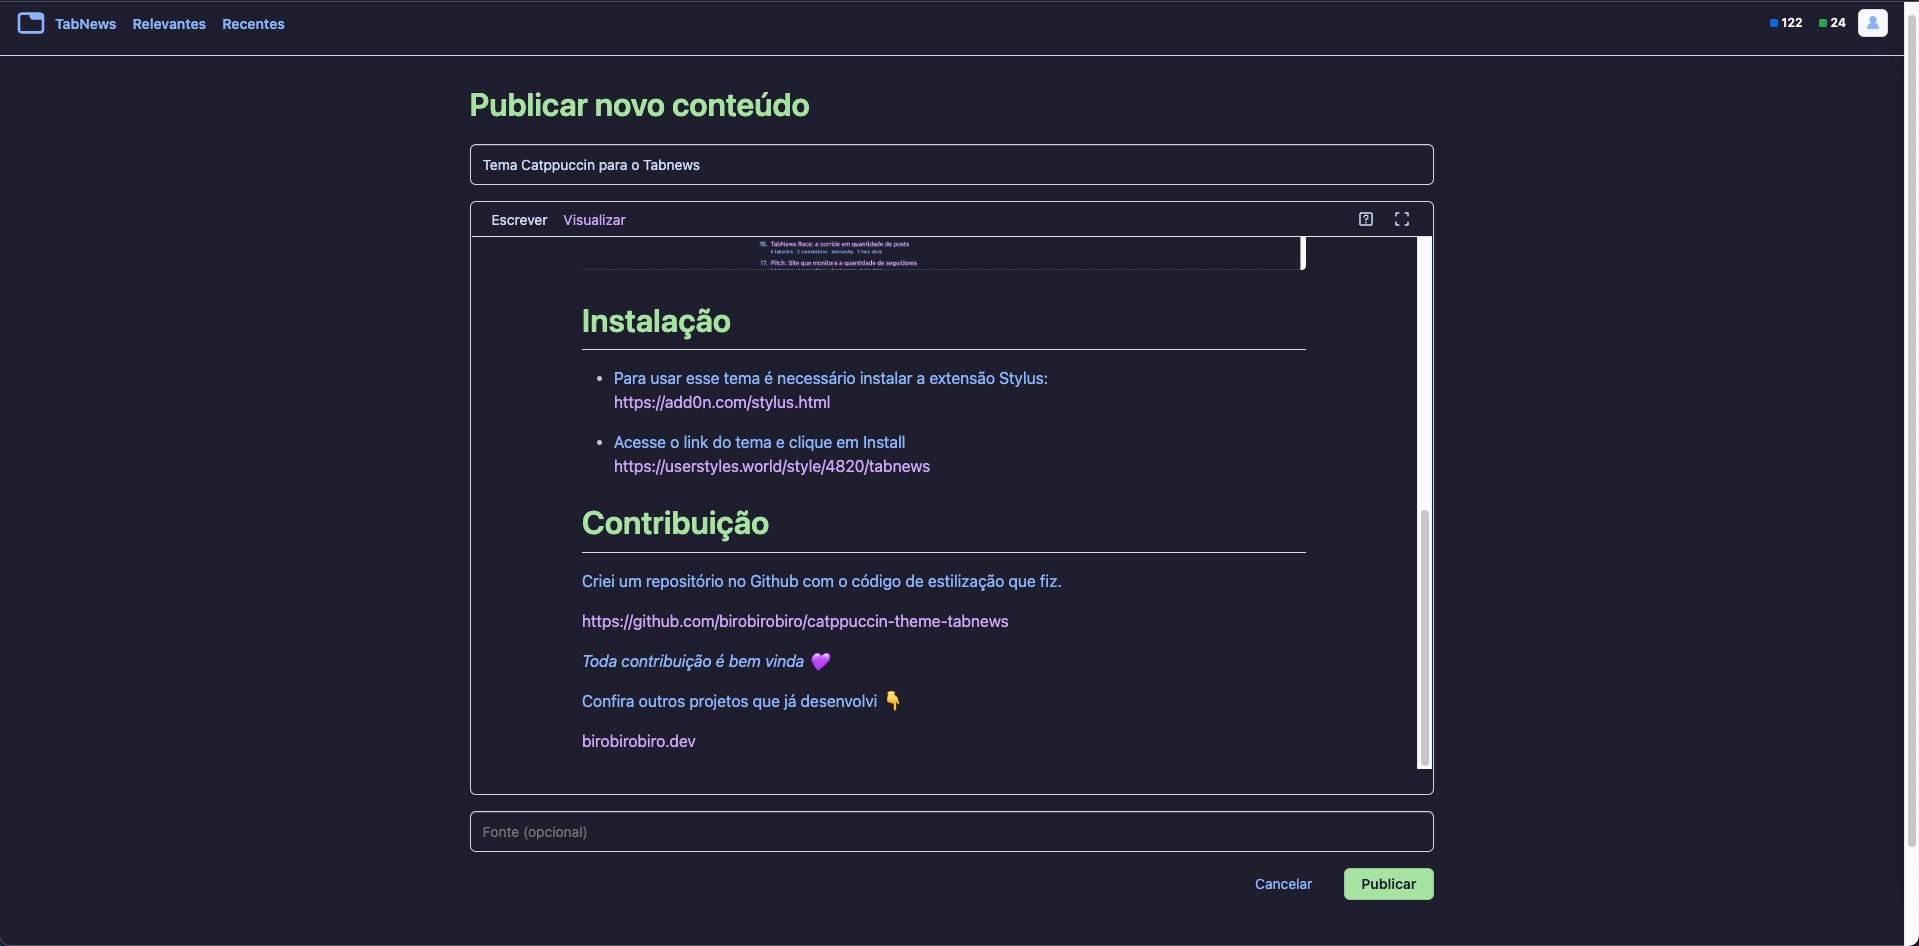 TabNews Relevantes Recentes 122 24
Publicar novo conteúdo
Tema Catppuccin para o Tabnews
Escrever Visualizar
16. TabNews Race: a corrida em quantidade de posts
17. Pitch: Site que monitora a quantidade de seguidores
Instalação
Para usar esse tema é necessário instalar a extensão Stylus:
https://add0n.com/stylus.html
Acesse o link do tema e clique em Install
https://userstyles.world/style/4820/tabnews
Contribuição
Criei um repositório no Github com o código de estilização que fiz.
https://github.com/birobirobiro/catppuccin-theme-tabnews
Toda contribuição é bem vinda 💜
Confira outros projetos que já desenvolvi 👇
birobirobiro.dev
Fonte (opcional)
Cancelar Publicar